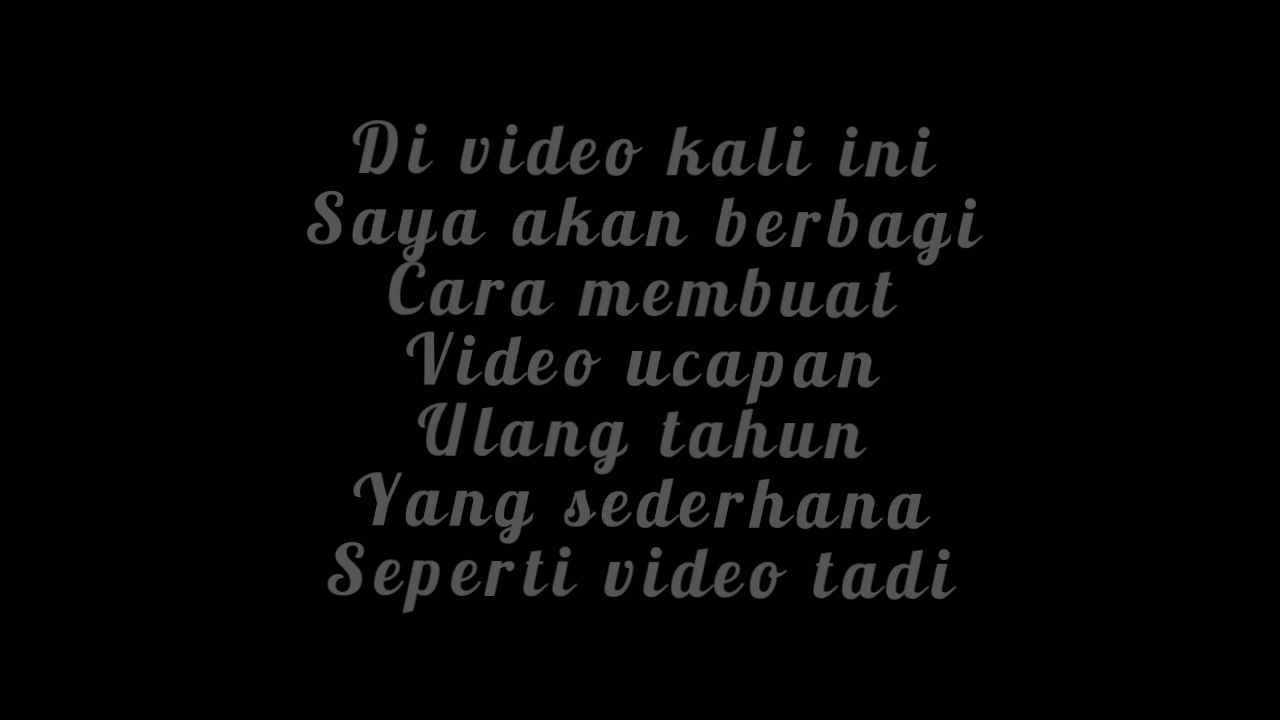 Di video kali ini
Saya akan berbagi
Cara membuat
Video ucapan
Ulang tahun
Yang sederhana
Seperti video tadi